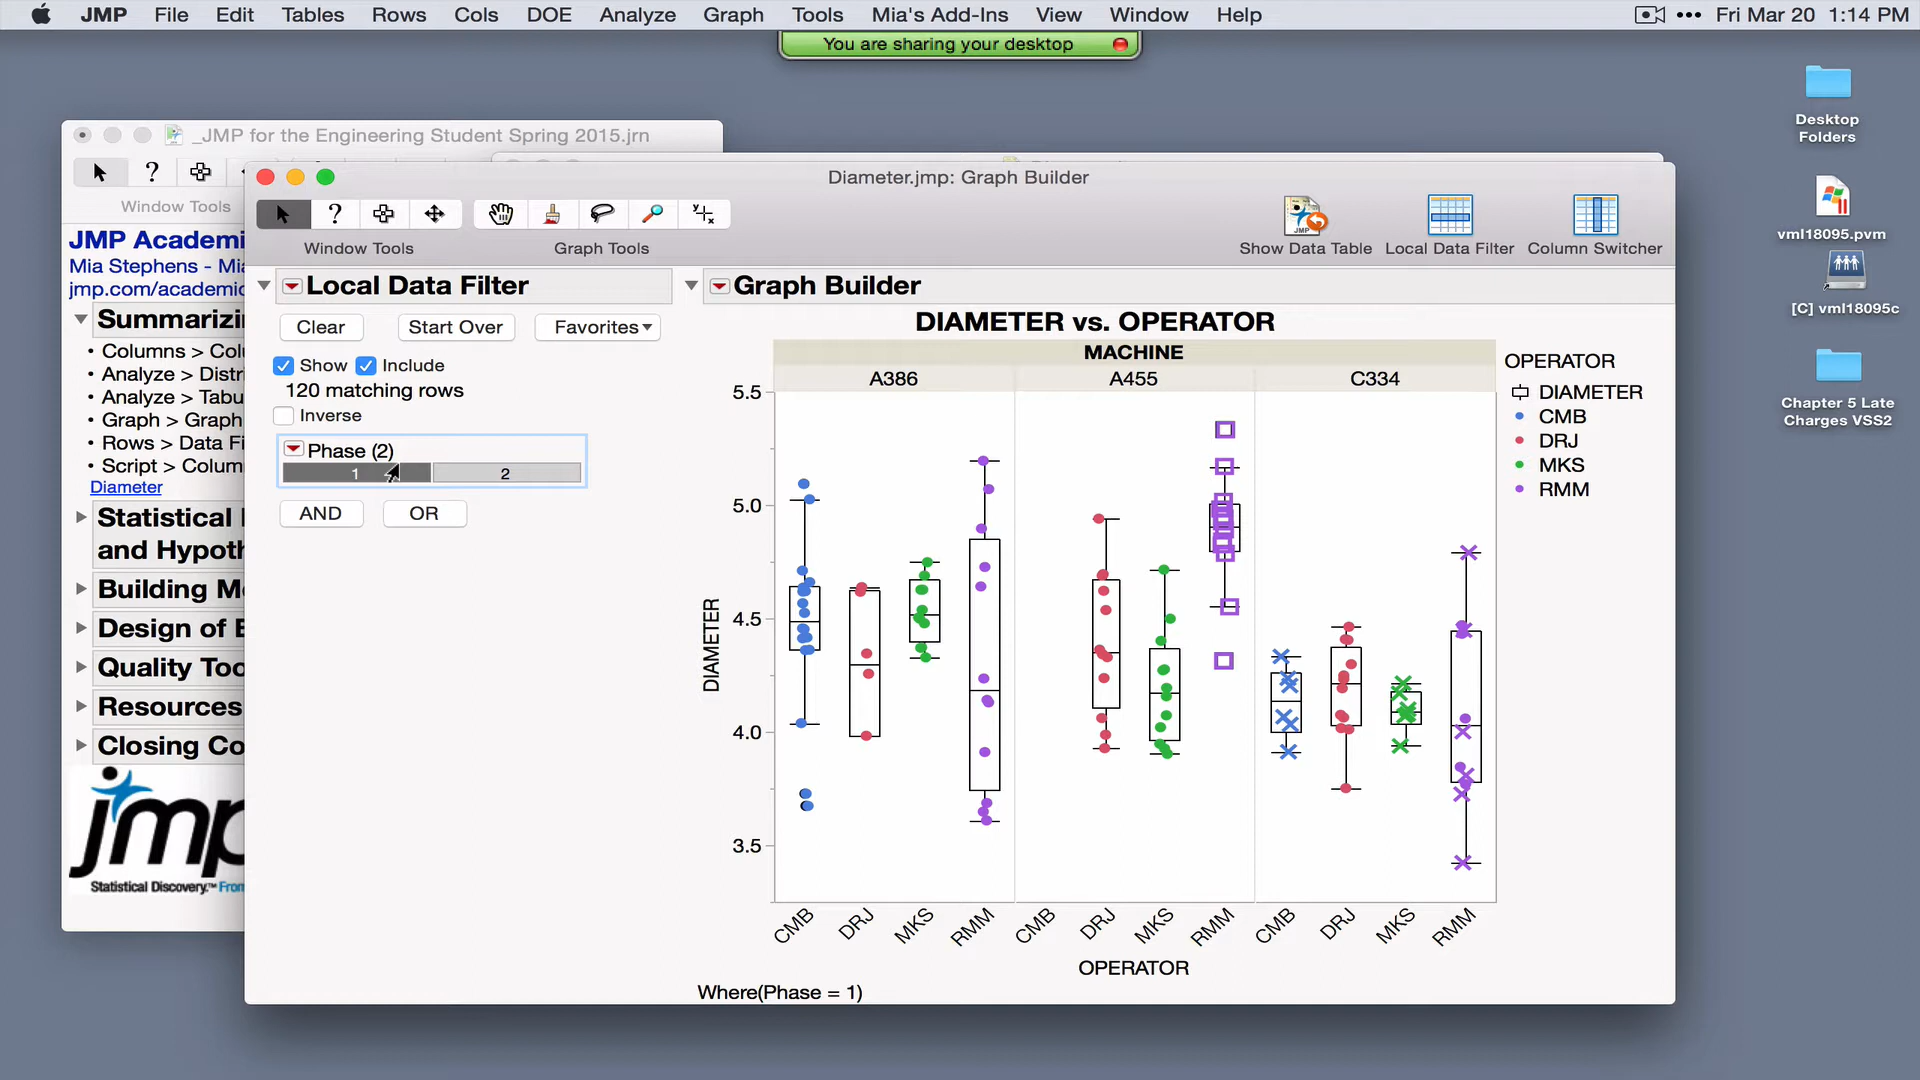 JMP File Edit Tables Rows Cols DOE Analyze Graph Tools Mia's Add-Ins View Window Help Fri Mar 20 1:14 PM
You are sharing your desktop
Desktop Folders
vml18095.pvm
[C] vml18095c
Chapter 5 Late Charges VSS2
_JMP for the Engineering Student Spring 2015.jrn
Window Tools
JMP Academi
Mia Stephens - Mi
jmp.com/academic
Summarizi
• Columns > Col
• Analyze > Distr
• Analyze > Tabu
• Graph > Graph
• Rows > Data Fi
• Script > Colum
Diameter
Statistical
and Hypoth
Building M
Design of E
Quality Too
Resources
Closing Co
jmp
Statistical Discovery.™ From
Diameter.jmp: Graph Builder
Window Tools
Graph Tools
JMP
Show Data Table
Local Data Filter
Column Switcher
Local Data Filter
Clear
Start Over
Favorites
Show
Include
120 matching rows
Inverse
Phase (2)
1
2
AND
OR
Graph Builder
DIAMETER vs. OPERATOR
MACHINE
A386
A455
C334
DIAMETER
5.5
5.0
4.5
4.0
3.5
CMB DRJ MKS RMM CMB DRJ MKS RMM CMB DRJ MKS RMM
OPERATOR
Where(Phase = 1)
OPERATOR
DIAMETER
CMB
DRJ
MKS
RMM